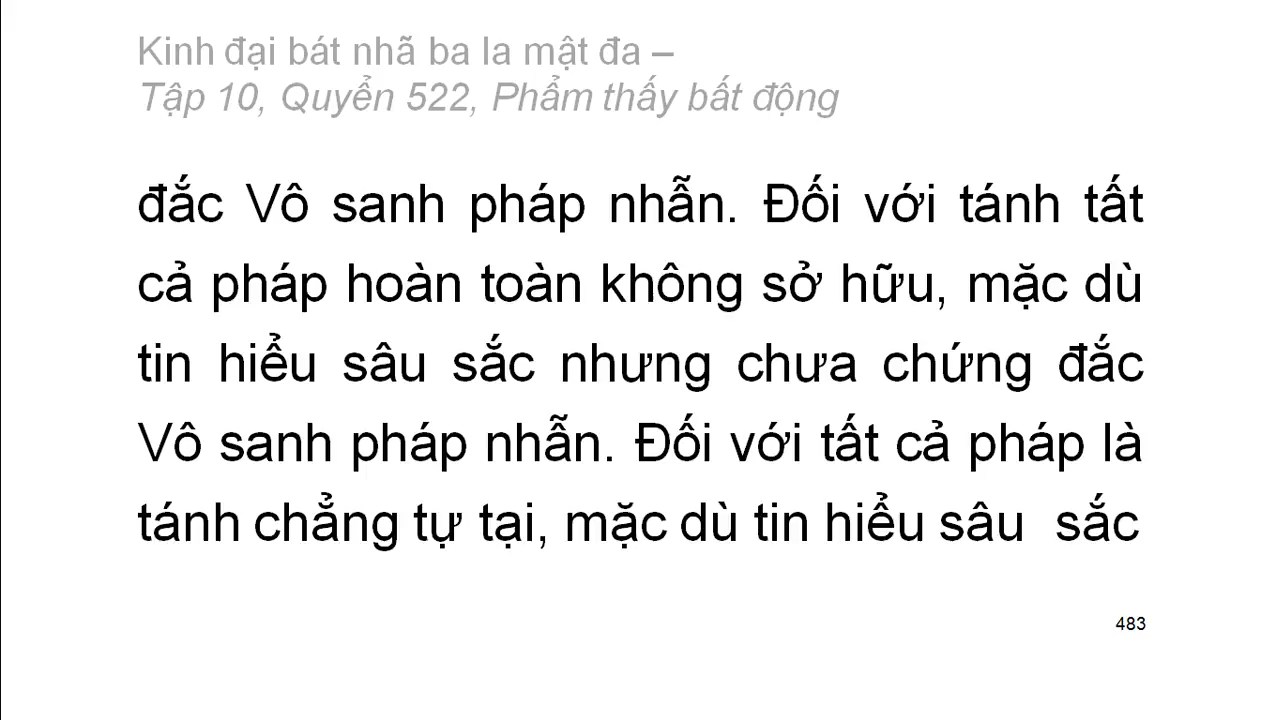 Kinh đại bát nhã ba la mật đa –
Tập 10, Quyển 522, Phẩm thấy bất động
đắc Vô sanh pháp nhẫn. Đối với tánh tất
cả pháp hoàn toàn không sở hữu, mặc dù
tin hiểu sâu sắc nhưng chưa chứng đắc
Vô sanh pháp nhẫn. Đối với tất cả pháp là
tánh chẳng tự tại, mặc dù tin hiểu sâu sắc
483